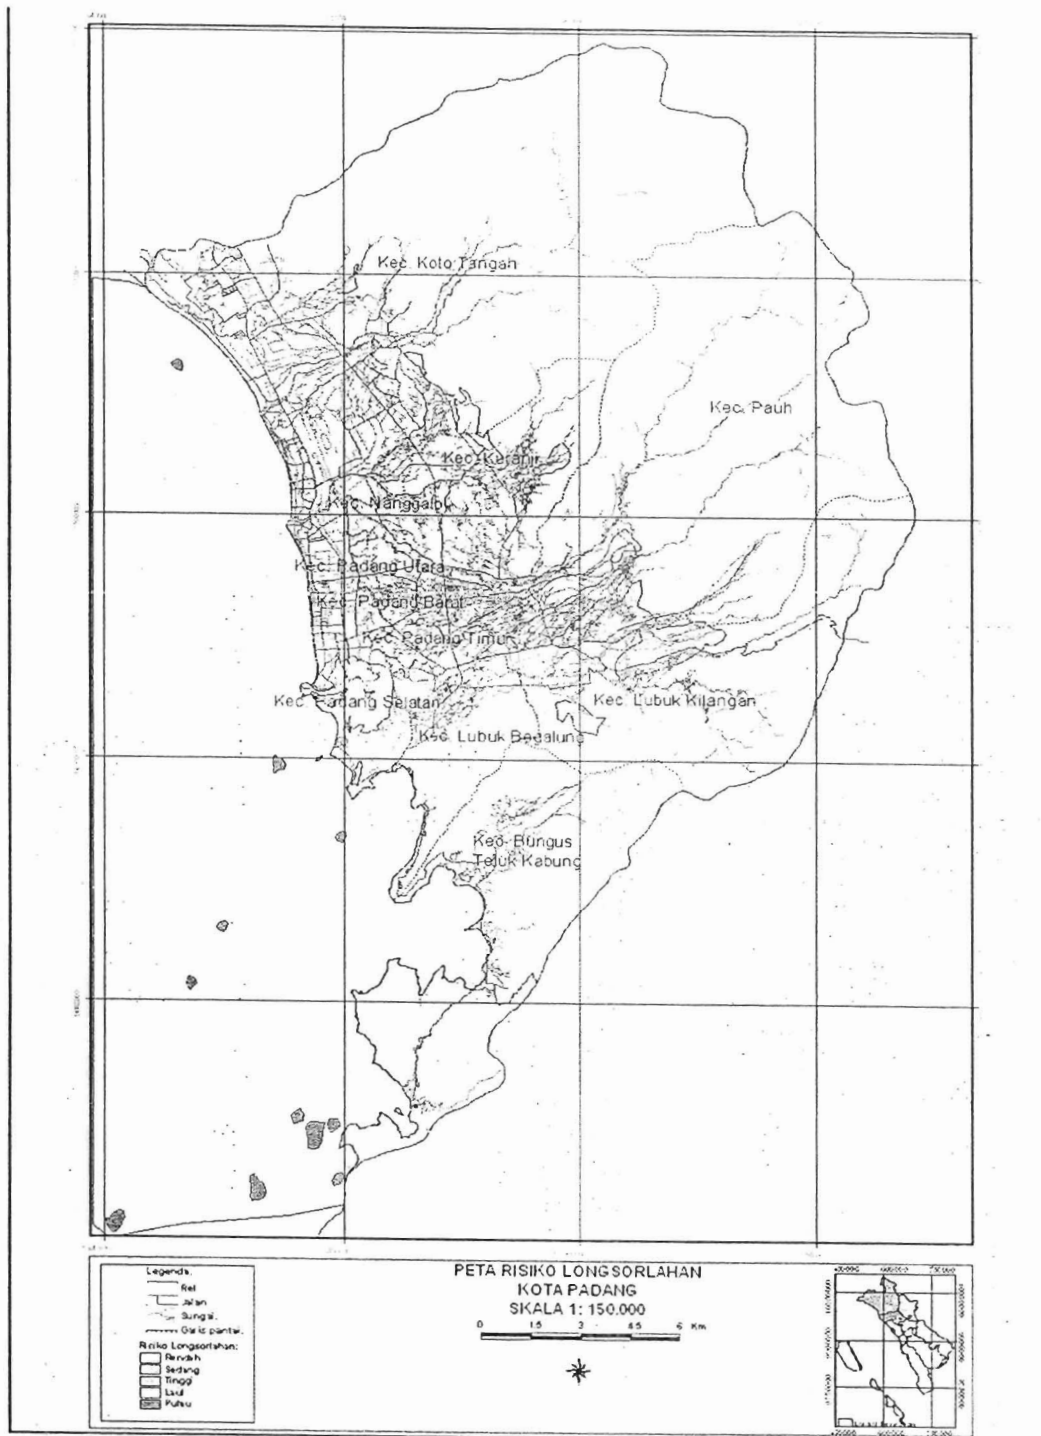 Kec. Koto Tangah
Kec. Pauh
Kec. Kuranji
Kec. Nanggalo
Kec. Padang Utara
Kec. Padang Barat
Kec. Padang Timur
Kec. Padang Selatan
Kec. Lubuk Kilangan
Kec. Lubuk Begalung
Kec. Bungus
Teluk Kabung
Legenda:
Rel
Jalan
Sungai.
Garis pantai.
Risiko Longsorlahan:
Rendah
Sedang
Tinggi
Laut
Pulau
PETA RISIKO LONGSORLAHAN
KOTA PADANG
SKALA 1: 150.000
0 1.5 3 4.5 6 Km